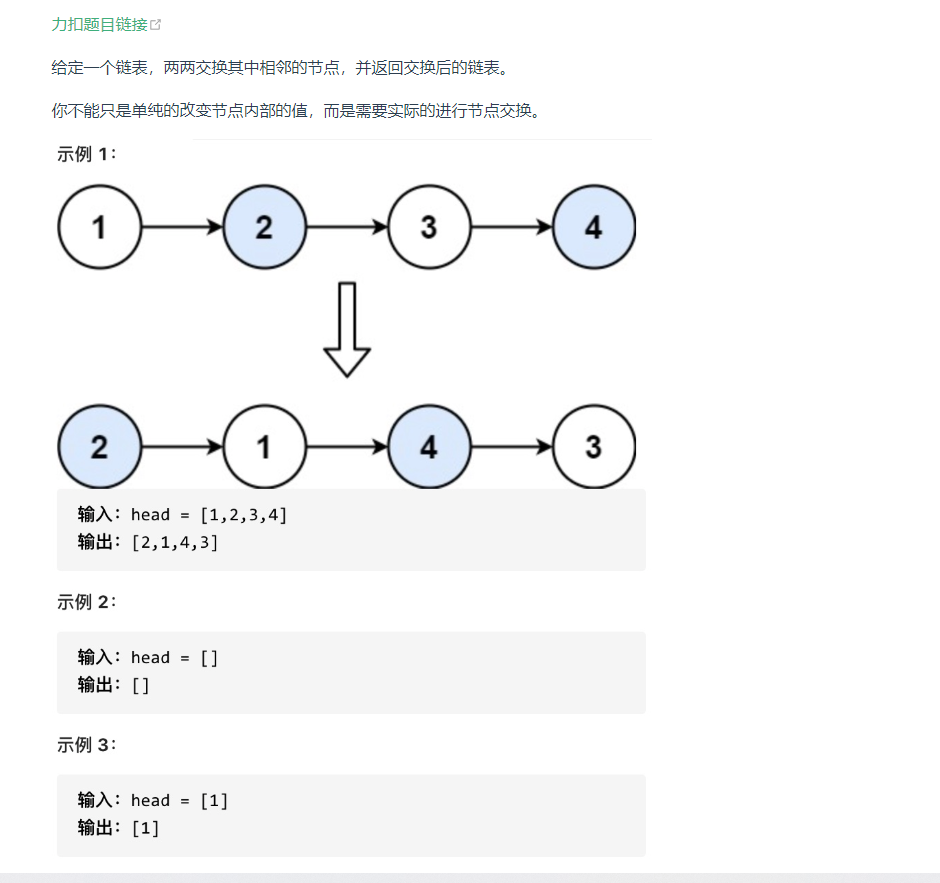 力扣题目链接
给定一个链表，两两交换其中相邻的节点，并返回交换后的链表。
你不能只是单纯的改变节点内部的值，而是需要实际的进行节点交换。
示例 1：
1 2 3 4
2 1 4 3
输入：head = [1,2,3,4]
输出：[2,1,4,3]
示例 2：
输入：head = []
输出：[]
示例 3：
输入：head = [1]
输出：[1]